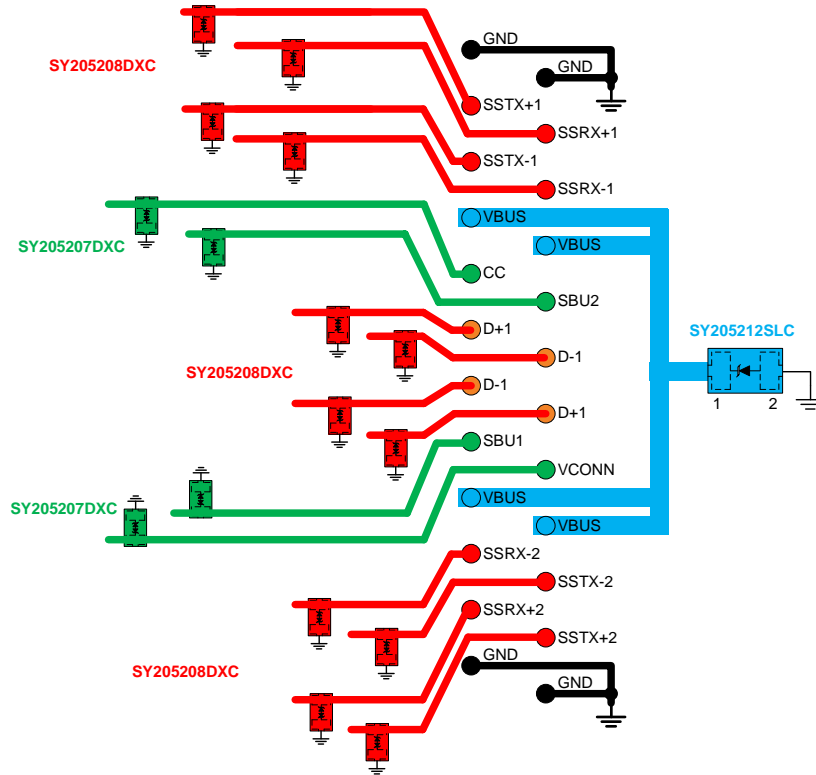 GND
SY205208DXC
GND
SSTX+1
SSRX+1
SSTX-1
SSRX-1
VBUS
SY205207DXC
VBUS
CC
SBU2
D+1
SY205212SLC
D-1
SY205208DXC
D-1
1 2
D+1
SBU1
VCONN
VBUS
SY205207DXC
VBUS
SSRX-2
SSTX-2
SSRX+2
SSTX+2
GND
SY205208DXC
GND